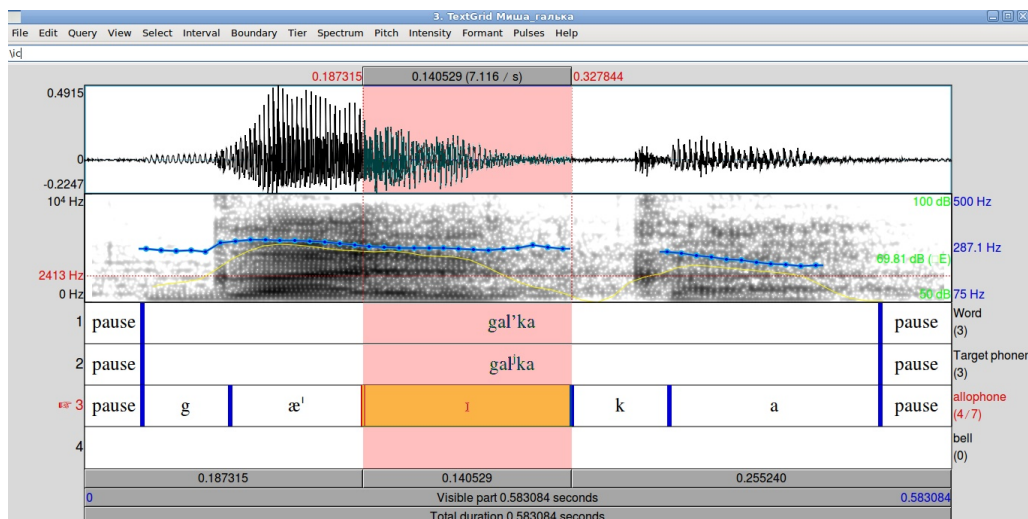 3. TextGrid Миша_галька
File Edit Query View Select Interval Boundary Tier Spectrum Pitch Intensity Formant Pulses Help
\ic
0.187315 0.140529 (7.116 / s) 0.327844
0.4915
0
-0.2247
10⁴ Hz 100 dB 500 Hz
287.1 Hz
69.81 dB (_E)
2413 Hz
0 Hz 50 dB 75 Hz
1 pause gal’ka pause Word (3)
2 pause galʲka pause Target phoner (3)
☞ 3 pause g æˈ ɪ k a pause allophone (4 / 7)
4 bell (0)
0.187315 0.140529 0.255240
0 Visible part 0.583084 seconds 0.583084
Total duration 0.583084 seconds